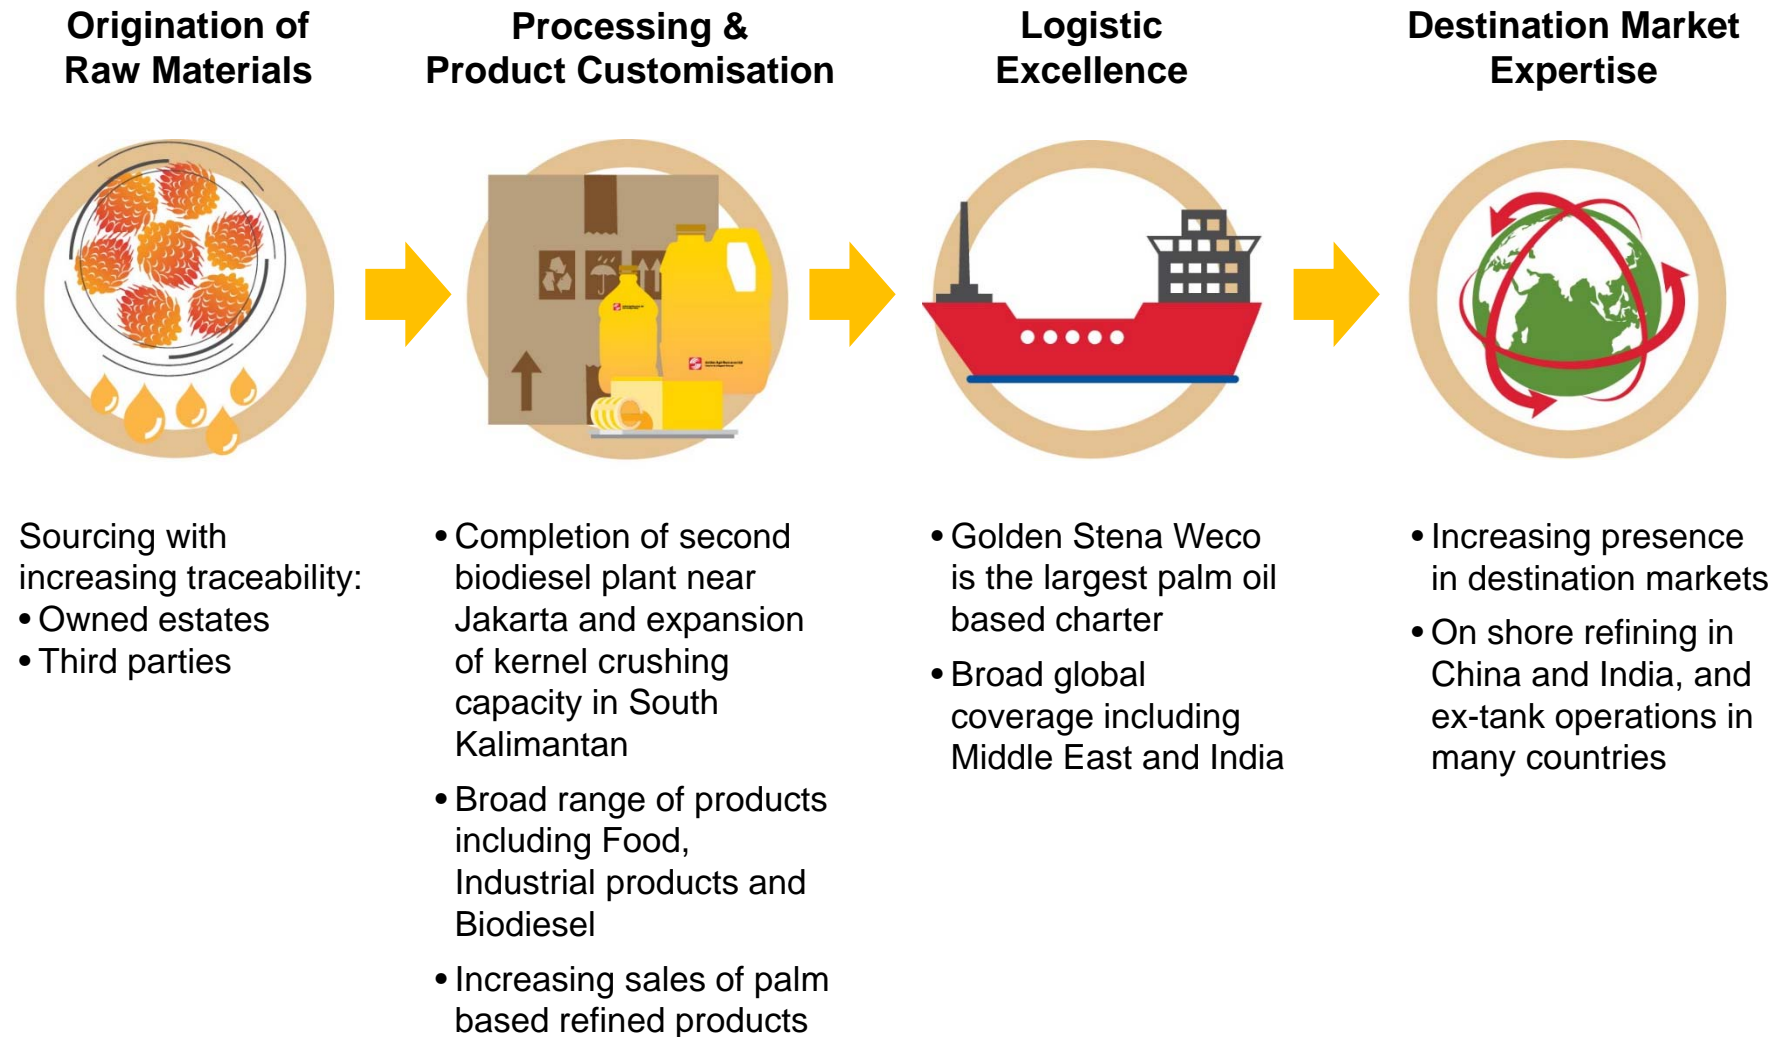 Origination of
Raw Materials
Processing &
Product Customisation
Logistic
Excellence
Destination Market
Expertise
Sourcing with
increasing traceability:
• Owned estates
• Third parties
• Completion of second
biodiesel plant near
Jakarta and expansion
of kernel crushing
capacity in South
Kalimantan
• Broad range of products
including Food,
Industrial products and
Biodiesel
• Increasing sales of palm
based refined products
• Golden Stena Weco
is the largest palm oil
based charter
• Broad global
coverage including
Middle East and India
• Increasing presence
in destination markets
• On shore refining in
China and India, and
ex-tank operations in
many countries